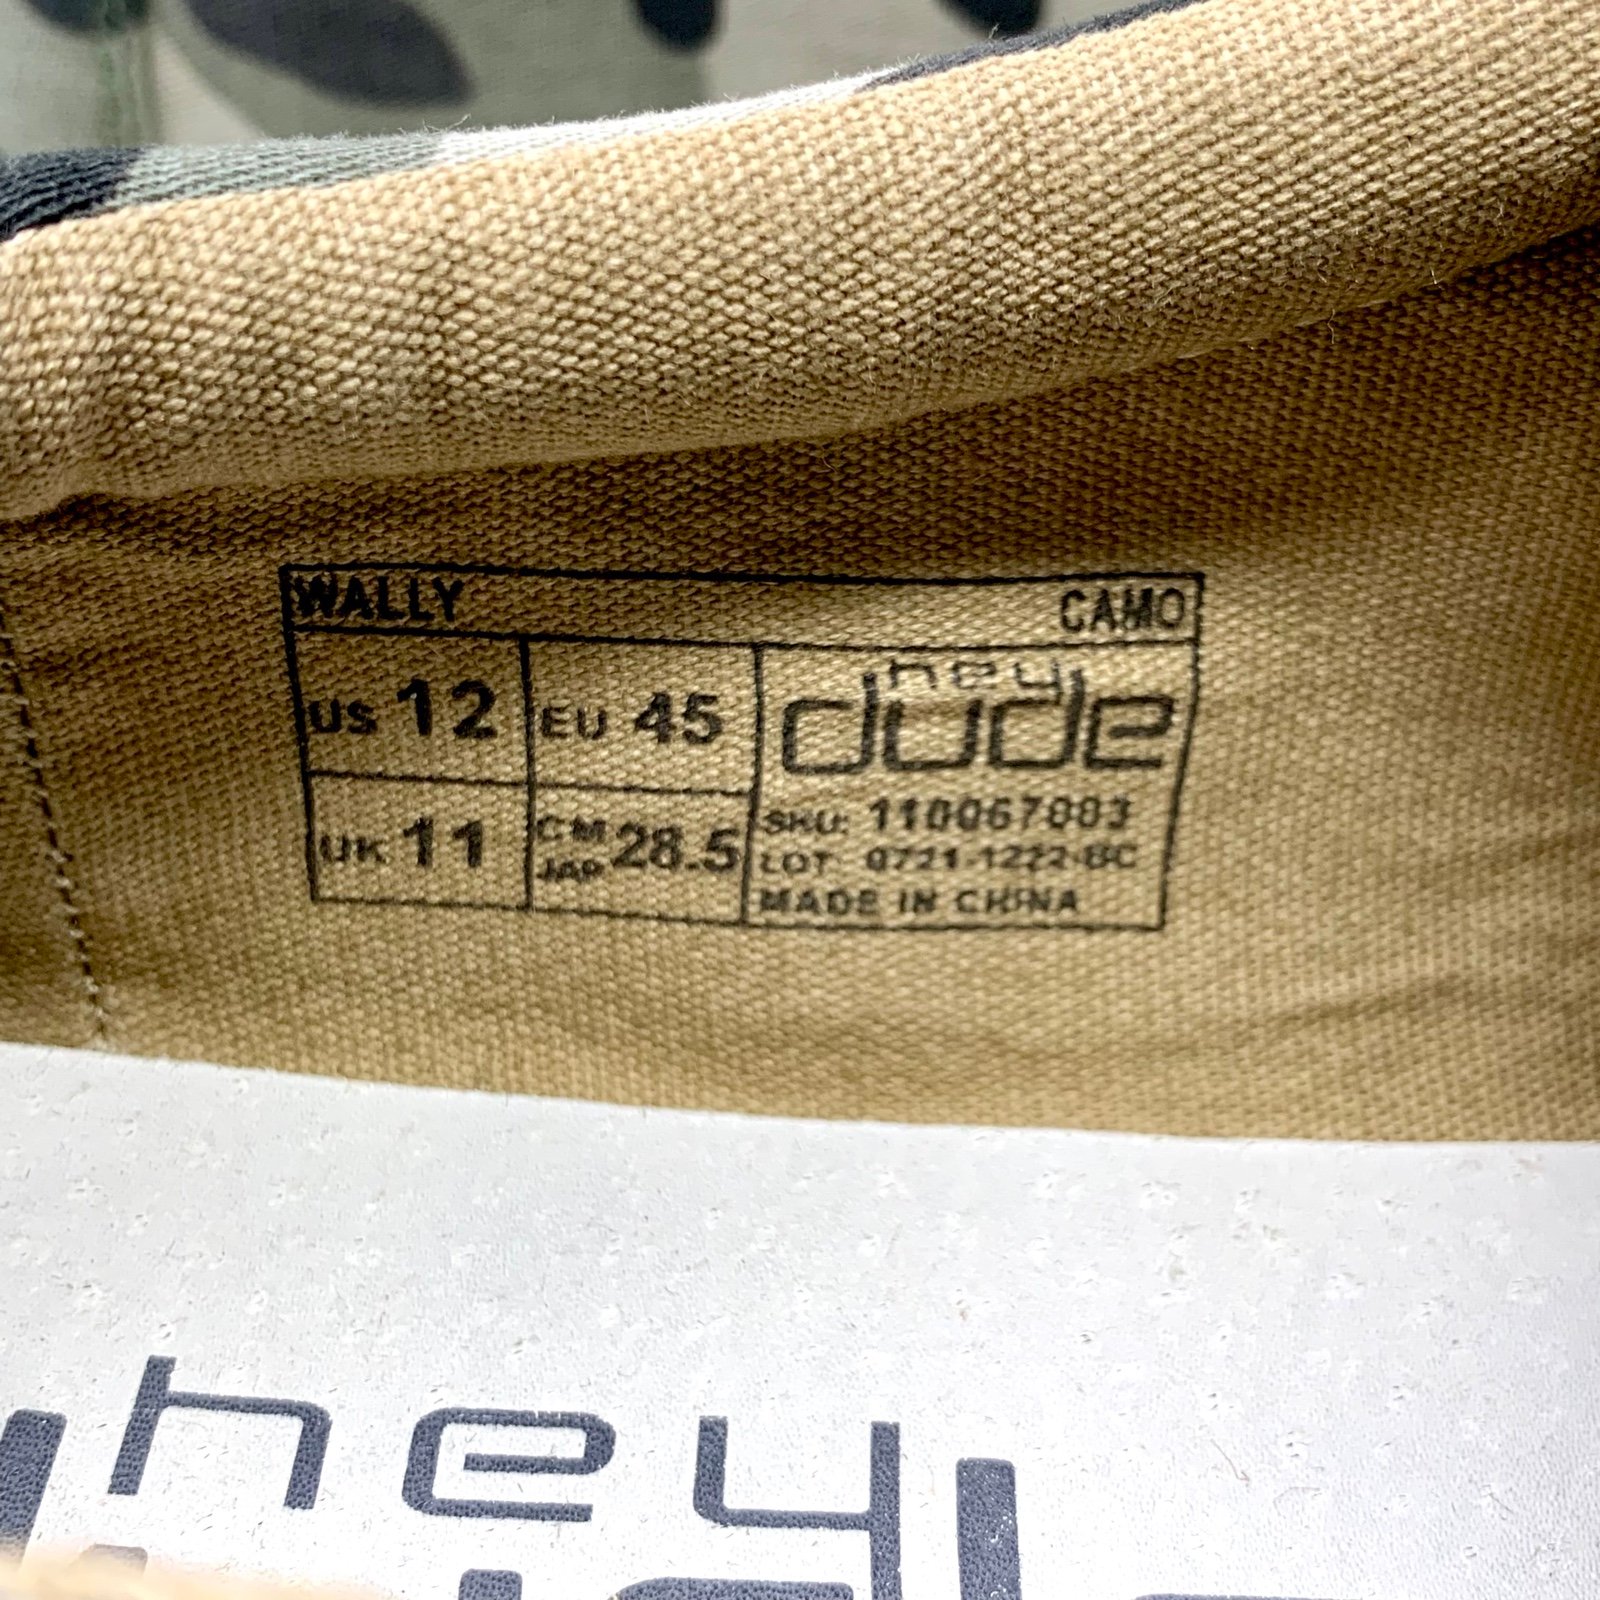 WALLY CAMO
US 12 EU 45
hey
dude
UK 11 CM JAP 28.5
SKU: 110067003
LOT: 0721-1222-BC
MADE IN CHINA
hey